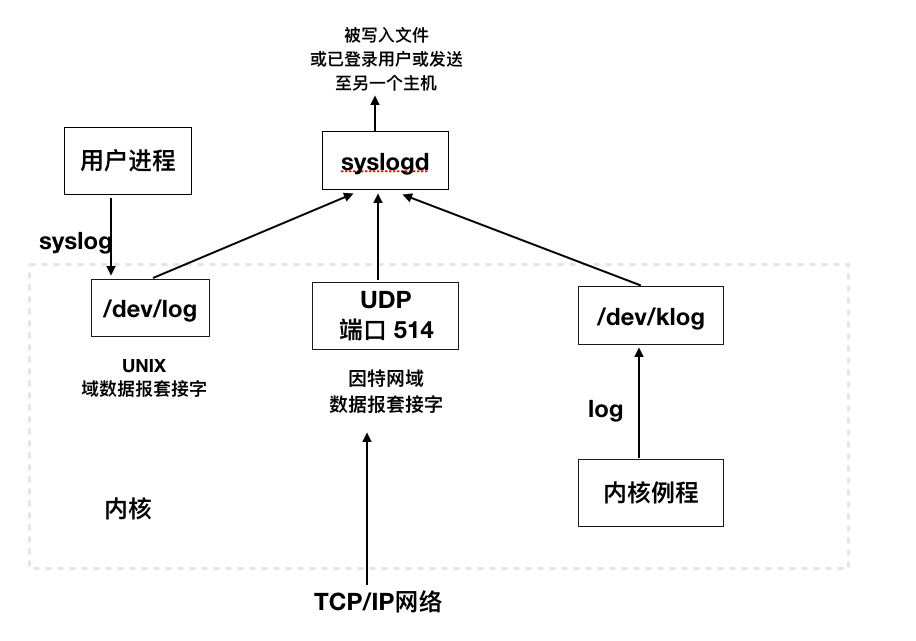 被写入文件
或已登录用户或发送
至另一个主机
用户进程
syslogd
syslog
/dev/log
UDP
端口 514
/dev/klog
UNIX
域数据报套接字
因特网域
数据报套接字
log
内核
内核例程
TCP/IP网络